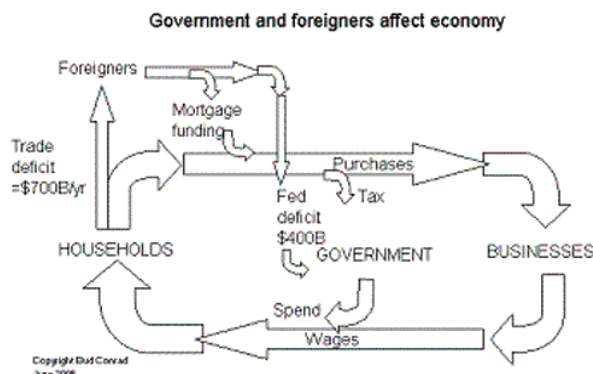 Government and foreigners affect economy
Foreigners
Mortgage
funding
Trade
deficit
=$700B/yr
Purchases
Tax
Fed
deficit
$400B
HOUSEHOLDS
GOVERNMENT
BUSINESSES
Spend
Wages
Copyright Bud Conrad
June